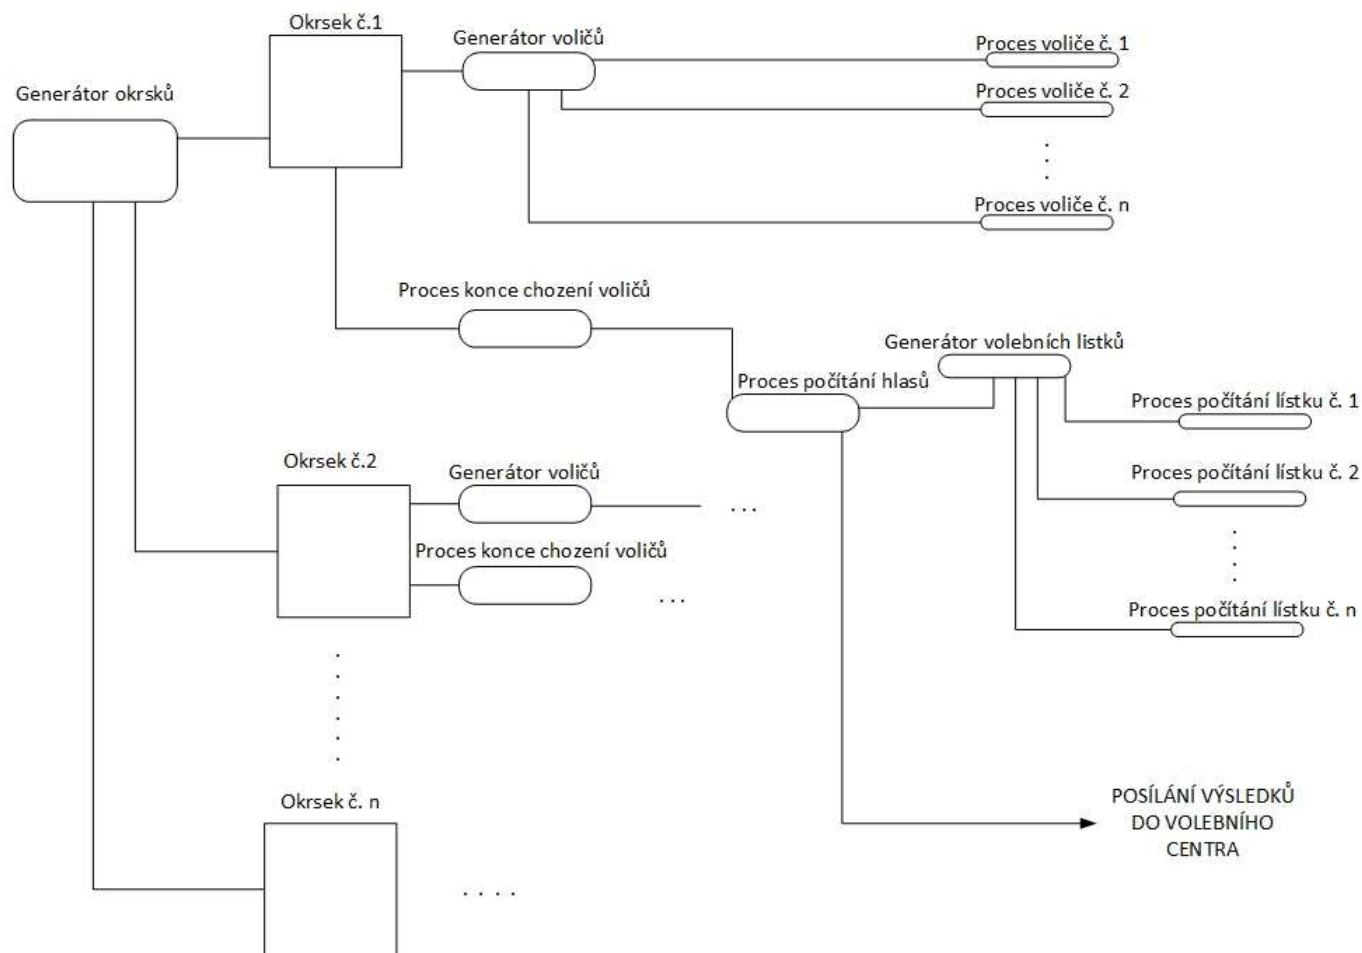 Okrsek č.1
Generátor voličů
Proces voliče č. 1
Generátor okrsků
Proces voliče č. 2
Proces voliče č. n
Proces konce chození voličů
Generátor volebních listků
Proces počítání hlasů
Proces počítání lístku č. 1
Okrsek č.2
Generátor voličů
Proces počítání lístku č. 2
...
Proces konce chození voličů
...
Proces počítání lístku č. n
Okrsek č. n
POSÍLÁNÍ VÝSLEDKŮ
DO VOLEBNÍHO
CENTRA
. . . .